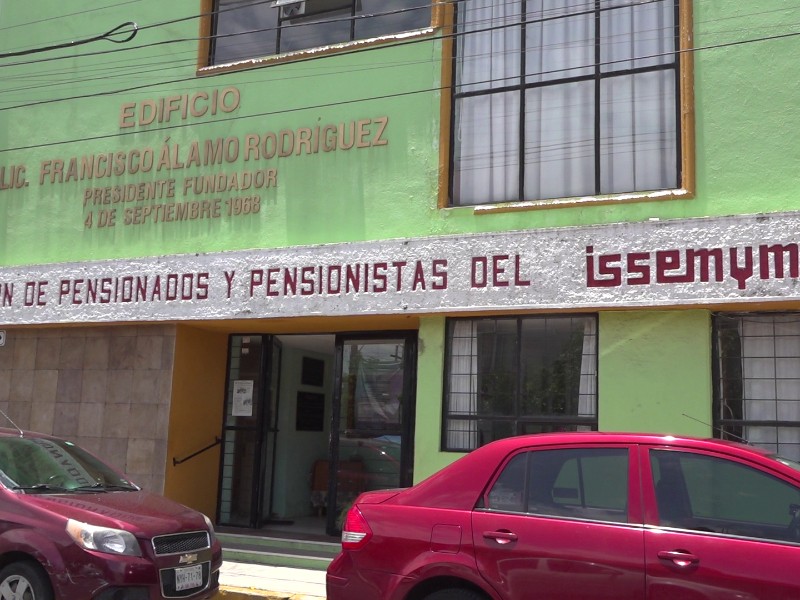 EDIFICIO
LIC. FRANCISCO ÁLAMO RODRÍGUEZ
PRESIDENTE FUNDADOR
4 DE SEPTIEMBRE 1968
DE PENSIONADOS Y PENSIONISTAS DEL issemym